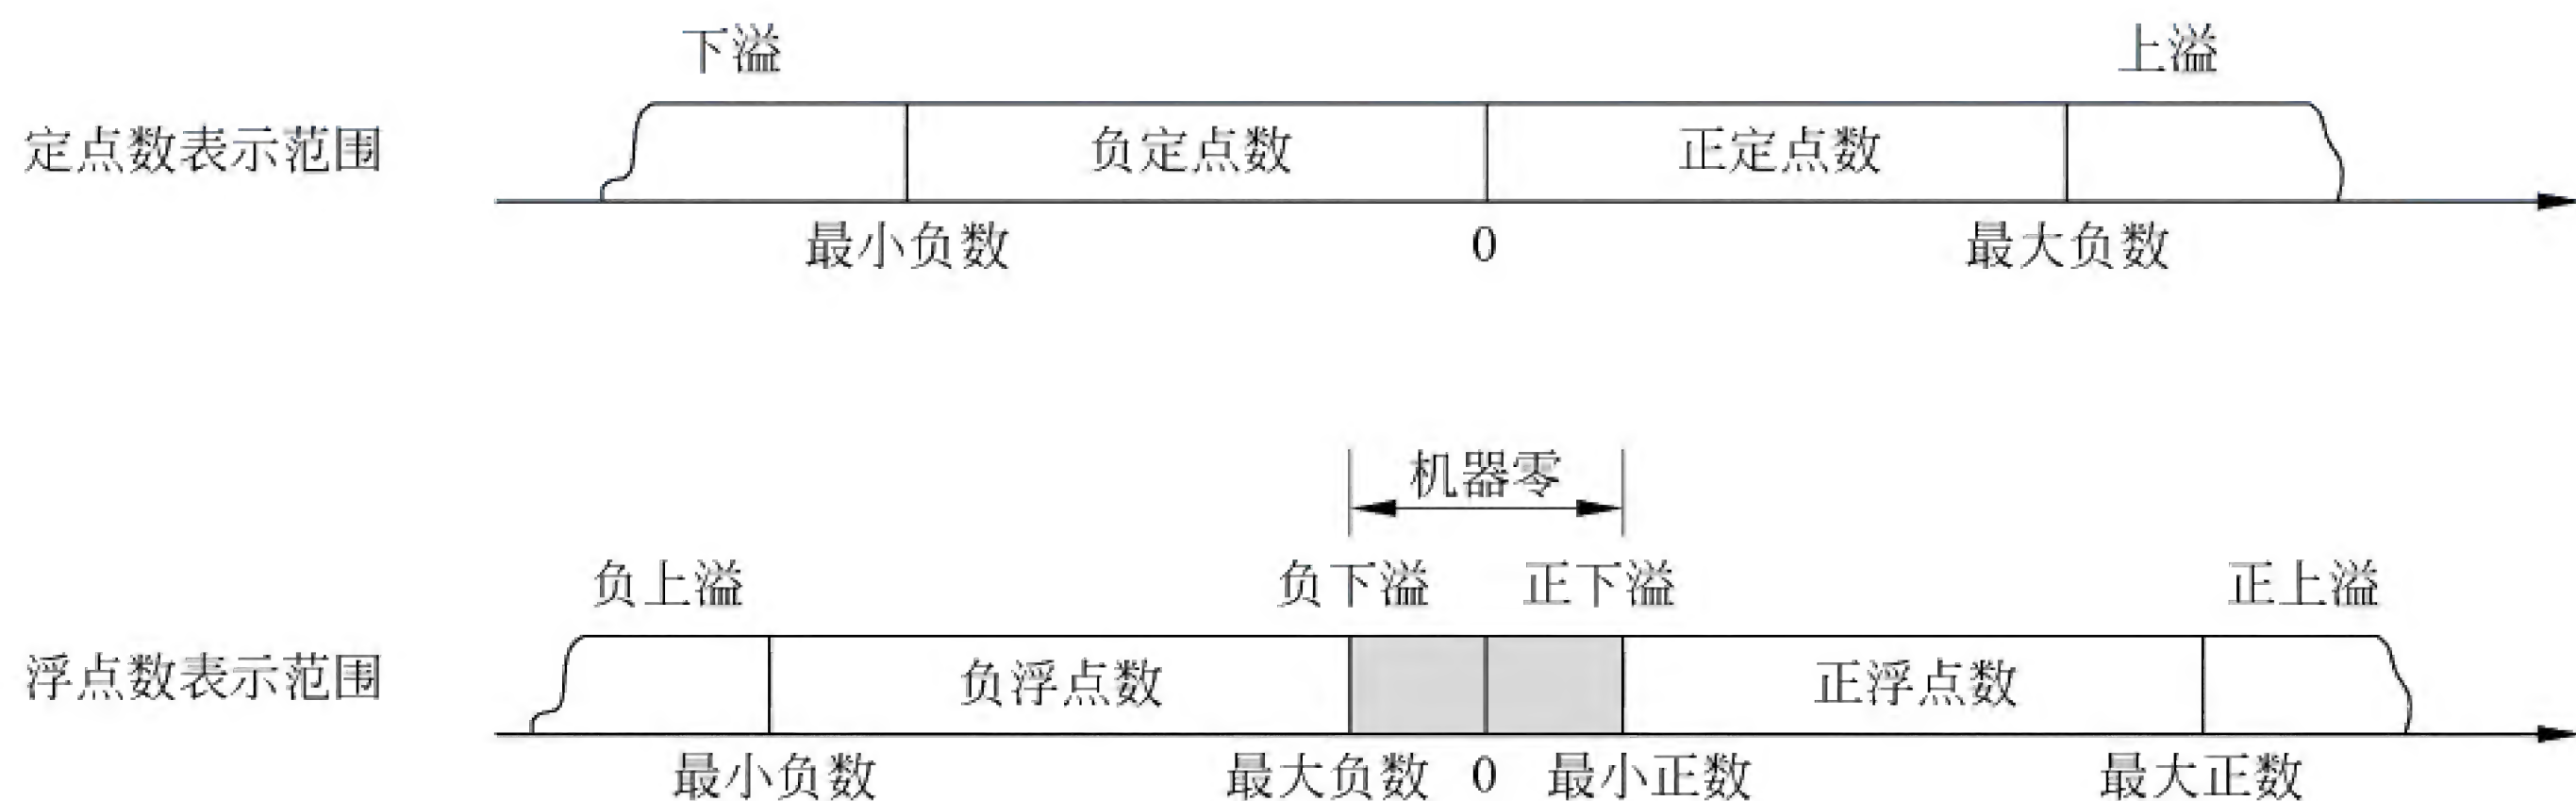 下溢 上溢
定点数表示范围 负定点数 正定点数
最小负数 0 最大负数
机器零
负上溢 负下溢 正下溢 正上溢
浮点数表示范围 负浮点数 正浮点数
最小负数 最大负数 0 最小正数 最大正数